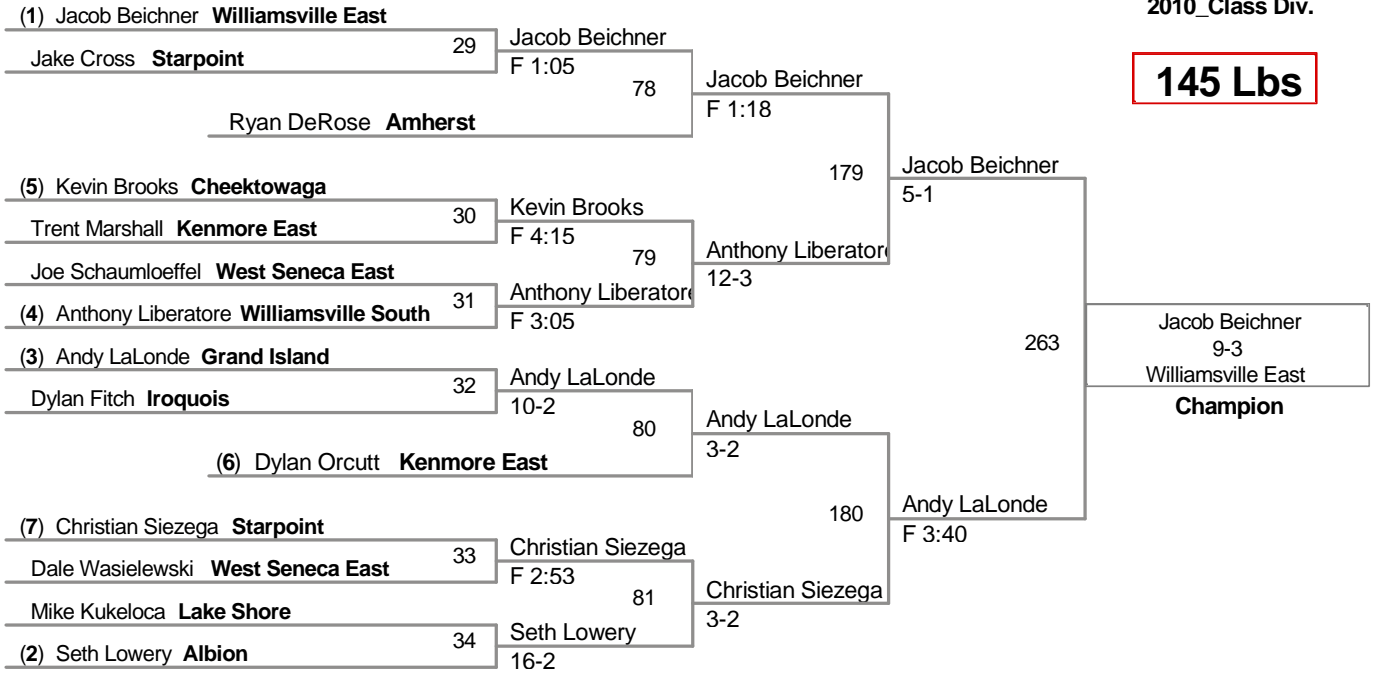 2010_Class Div.
145 Lbs
(1) Jacob Beichner Williamsville East
Jake Cross Starpoint
29
Jacob Beichner
F 1:05
78
Ryan DeRose Amherst
Jacob Beichner
F 1:18
(5) Kevin Brooks Cheektowaga
Trent Marshall Kenmore East
30
Kevin Brooks
F 4:15
79
Joe Schaumloeffel West Seneca East
(4) Anthony Liberatore Williamsville South
31
Anthony Liberatore
F 3:05
Anthony Liberatore
12-3
179
Jacob Beichner
5-1
(3) Andy LaLonde Grand Island
Dylan Fitch Iroquois
32
Andy LaLonde
10-2
80
(6) Dylan Orcutt Kenmore East
Andy LaLonde
3-2
(7) Christian Siezega Starpoint
Dale Wasielewski West Seneca East
33
Christian Siezega
F 2:53
81
Mike Kukeloca Lake Shore
(2) Seth Lowery Albion
34
Seth Lowery
16-2
Christian Siezega
3-2
180
Andy LaLonde
F 3:40
263
Jacob Beichner
9-3
Williamsville East
Champion